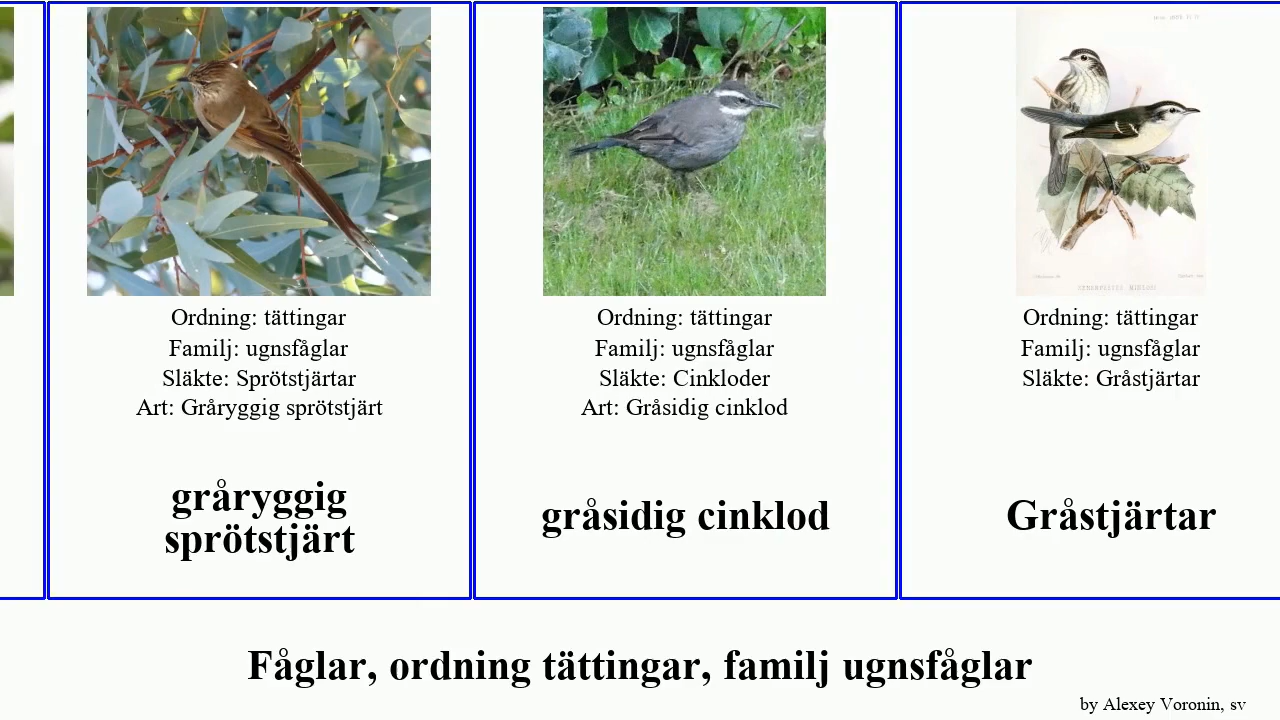 Ordning: tättingar
Familj: ugnsfåglar
Släkte: Sprötstjärtar
Art: Gråryggig sprötstjärt
gråryggig
sprötstjärt
Ordning: tättingar
Familj: ugnsfåglar
Släkte: Cinkloder
Art: Gråsidig cinklod
gråsidig cinklod
Ordning: tättingar
Familj: ugnsfåglar
Släkte: Gråstjärtar
Gråstjärtar
Fåglar, ordning tättingar, familj ugnsfåglar
by Alexey Voronin, sv